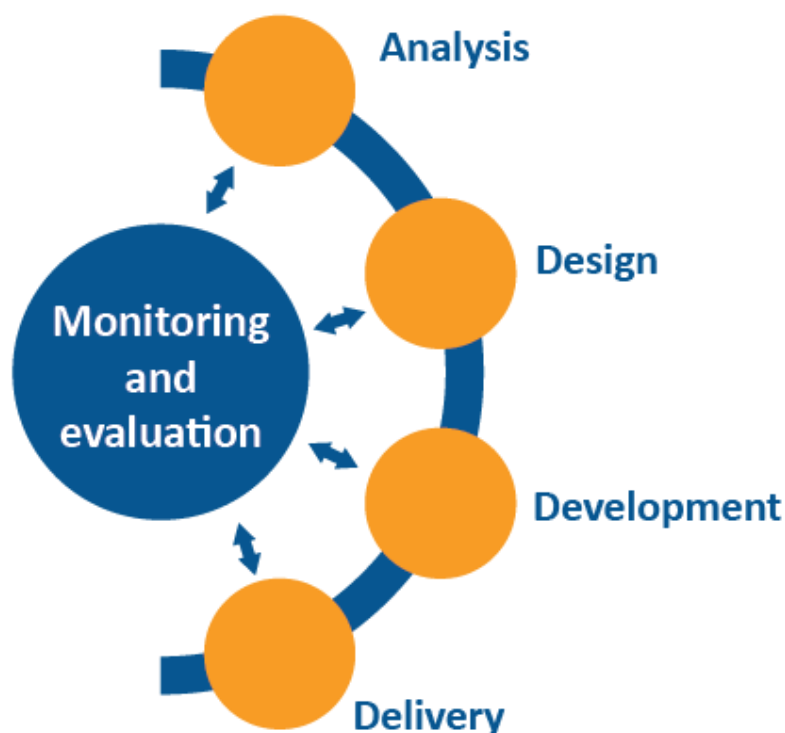 Analysis
Design
Monitoring
and
evaluation
Development
Delivery